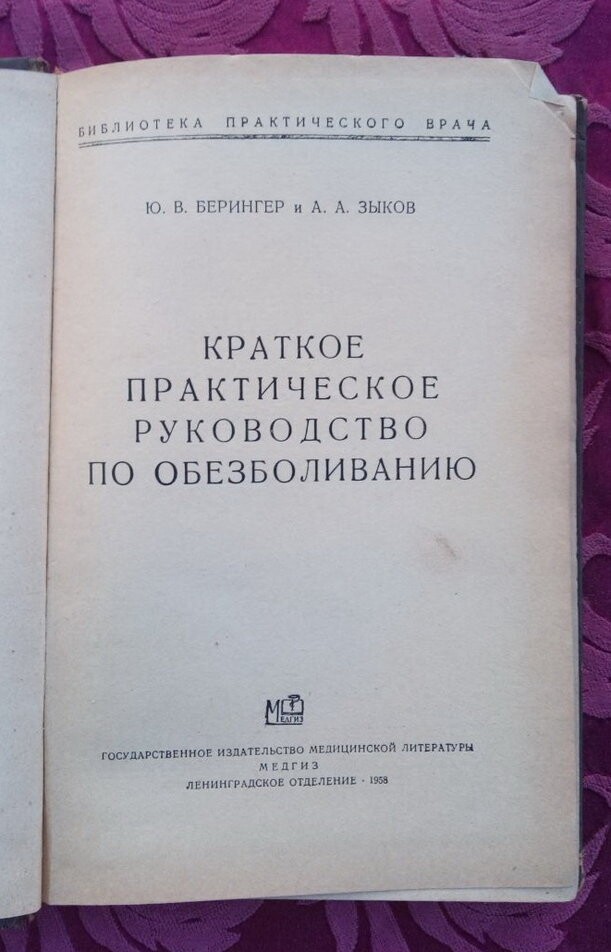 БИБЛИОТЕКА ПРАКТИЧЕСКОГО ВРАЧА
Ю. В. БЕРИНГЕР и А. А. ЗЫКОВ
КРАТКОЕ
ПРАКТИЧЕСКОЕ
РУКОВОДСТВО
ПО ОБЕЗБОЛИВАНИЮ
МЕДГИЗ
ГОСУДАРСТВЕННОЕ ИЗДАТЕЛЬСТВО МЕДИЦИНСКОЙ ЛИТЕРАТУРЫ
МЕДГИЗ
ЛЕНИНГРАДСКОЕ ОТДЕЛЕНИЕ · 1958